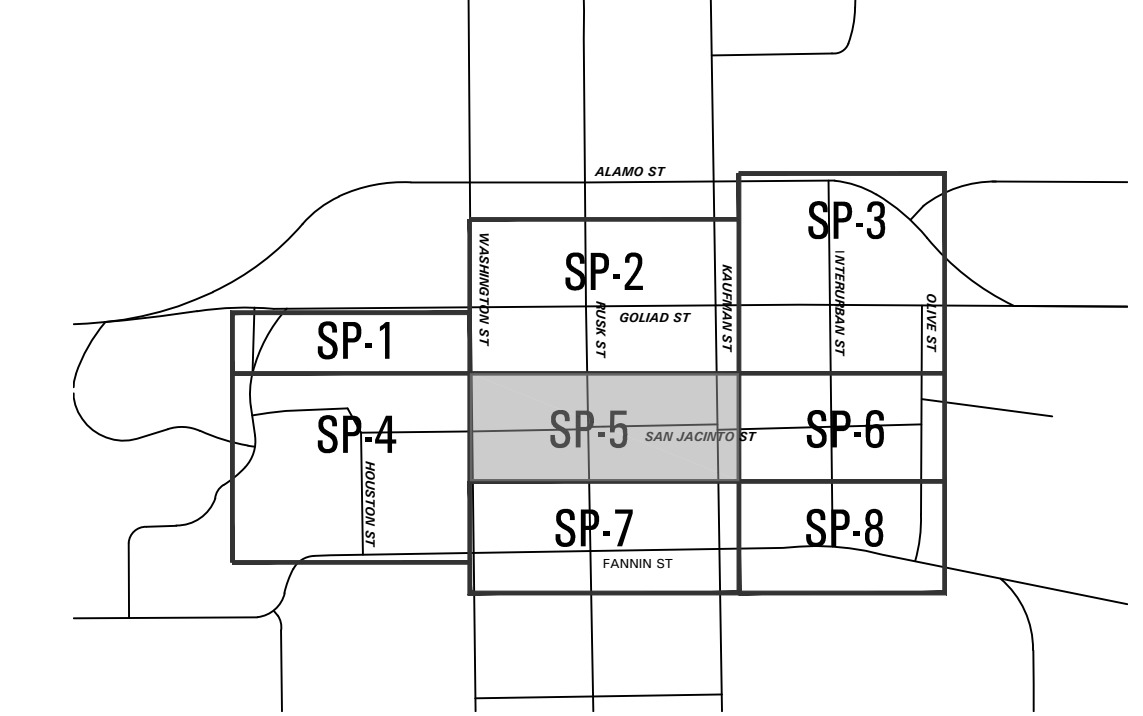 ALAMO ST
SP-3
SP-2
WASHINGTON ST
KAUFMAN ST
INTERURBAN ST
OLIVE ST
RUSK ST
GOLIAD ST
SP-1
SP-4
SP-5
SAN JACINTO ST
SP-6
HOUSTON ST
SP-7
SP-8
FANNIN ST